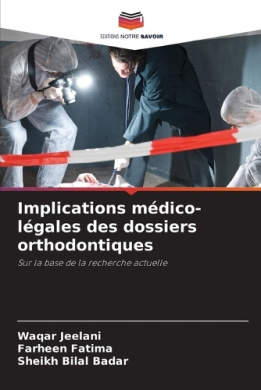 EDITIONS NOTRE SAVOIR
Implications médico-
légales des dossiers
orthodontiques
Sur la base de la recherche actuelle
Waqar Jeelani
Farheen Fatima
Sheikh Bilal Badar